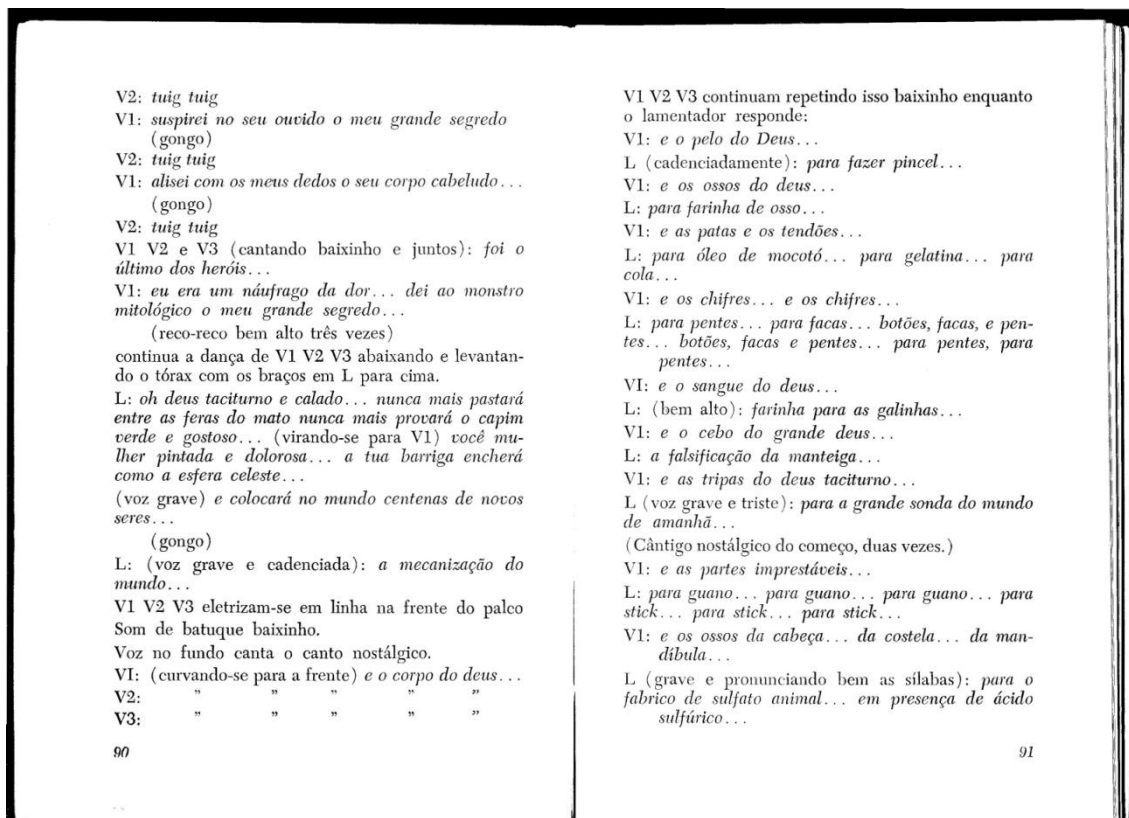 V2: tuig tuig
V1: suspirei no seu ouvido o meu grande segredo
(gongo)
V2: tuig tuig
V1: alisei com os meus dedos o seu corpo cabeludo...
(gongo)
V2: tuig tuig
V1 V2 e V3 (cantando baixinho e juntos): foi o
último dos heróis...
V1: eu era um náufrago da dor... dei ao monstro
mitológico o meu grande segredo...
(reco-reco bem alto três vezes)
continua a dança de V1 V2 V3 abaixando e levantan-
do o tórax com os braços em L para cima.
L: oh deus taciturno e calado... nunca mais pastará
entre as feras do mato nunca mais provará o capim
verde e gostoso... (virando-se para V1) você mu-
lher pintada e dolorosa... a tua barriga encherá
como a esfera celeste...
(voz grave) e colocará no mundo centenas de novos
seres...
(gongo)
L: (voz grave e cadenciada): a mecanização do
mundo...
V1 V2 V3 eletrizam-se em linha na frente do palco
Som de batuque baixinho.
Voz no fundo canta o canto nostálgico.
VI: (curvando-se para a frente) e o corpo do deus...
V2: ” ” ” ” ”
V3: ” ” ” ” ”
90
V1 V2 V3 continuam repetindo isso baixinho enquanto
o lamentador responde:
V1: e o pelo do Deus...
L (cadenciadamente): para fazer pincel...
V1: e os ossos do deus...
L: para farinha de osso...
V1: e as patas e os tendões...
L: para óleo de mocotó... para gelatina... para
cola...
V1: e os chifres... e os chifres...
L: para pentes... para facas... botões, facas, e pen-
tes... botões, facas e pentes... para pentes, para
pentes...
VI: e o sangue do deus...
L: (bem alto): farinha para as galinhas...
V1: e o cebo do grande deus...
L: a falsificação da manteiga...
V1: e as tripas do deus taciturno...
L (voz grave e triste): para a grande sonda do mundo
de amanhã...
(Cântigo nostálgico do começo, duas vezes.)
V1: e as partes imprestáveis...
L: para guano... para guano... para guano... para
stick... para stick... para stick...
V1: e os ossos da cabeça... da costela... da man-
díbula...
L (grave e pronunciando bem as sílabas): para o
fabrico de sulfato animal... em presença de ácido
sulfúrico...
91